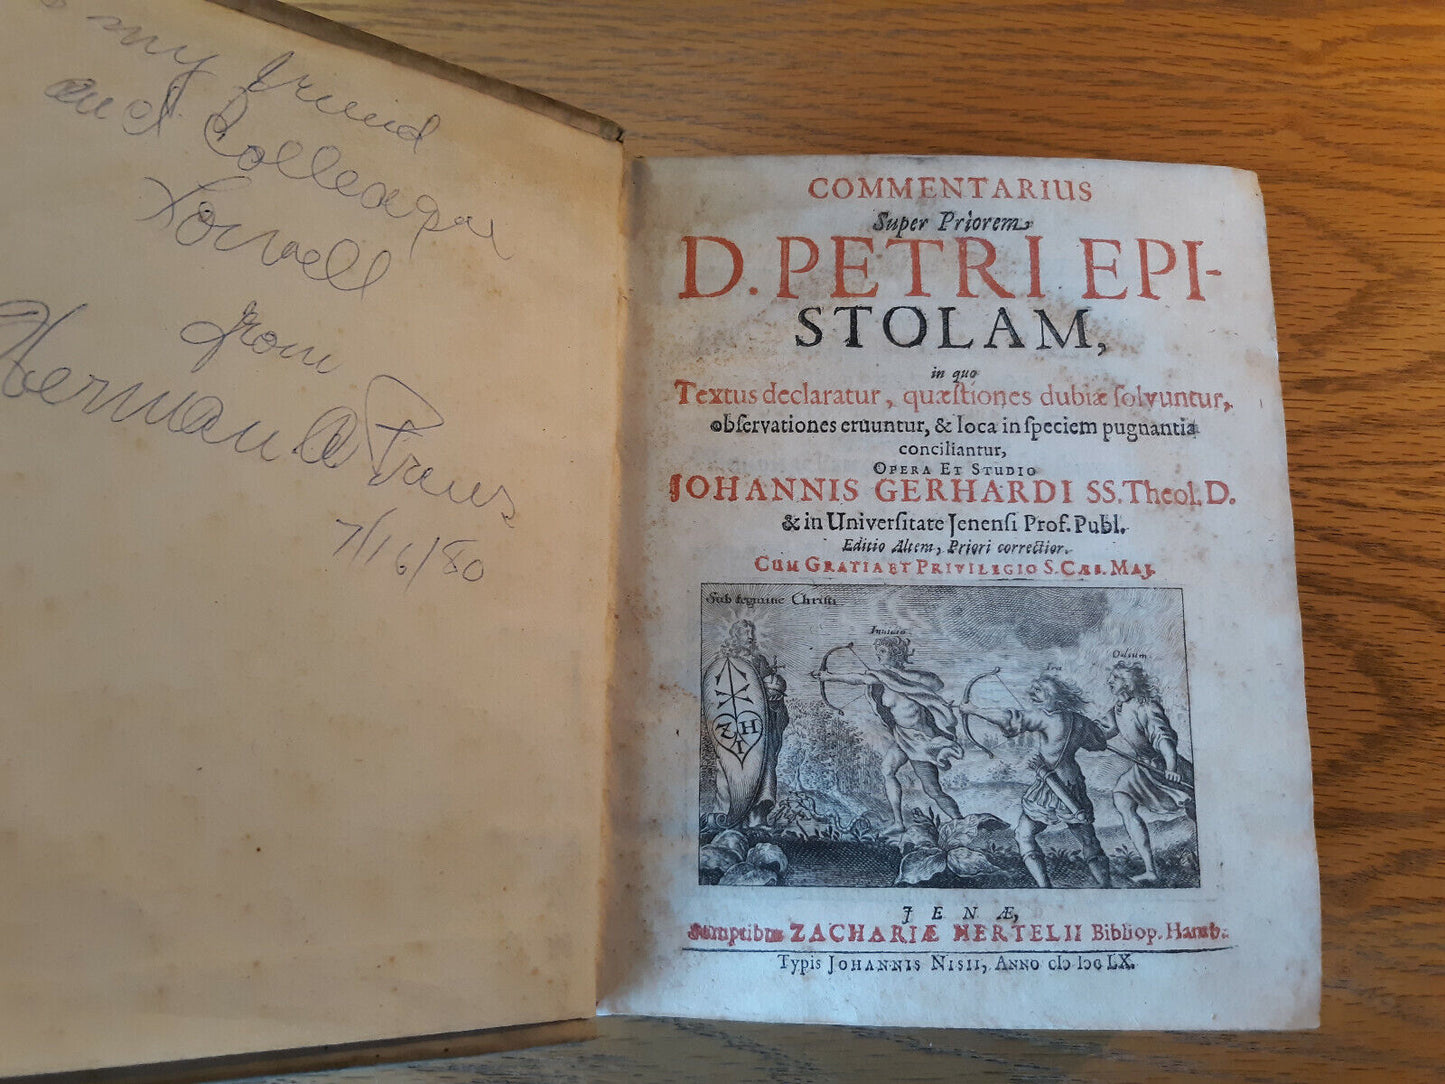 my friend
and Colleague
Lowell
from
Herman A Preus
7/16/80
COMMENTARIUS
Super Priorem
D. PETRI EPI-
STOLAM,
in quo
Textus declaratur, quæstiones dubiæ ſolvuntur,
obſervationes eruuntur, & loca in ſpeciem pugnantia
conciliantur,
OPERA ET STUDIO
JOHANNIS GERHARDI SS. Theol. D.
& in Univerſitate Jenenſi Prof. Publ.
Editio Altera, Priori correctior.
CUM GRATIA ET PRIVILEGIO S. CÆS. MAJ.
Sub tegmine Christi
Invidia
Ira
Odium
ZHT
JENÆ,
Sumptibus ZACHARIÆ HERTELII Bibliop. Hamb.
Typis JOHANNIS NISII, ANNO cIɔ Iɔc LX.